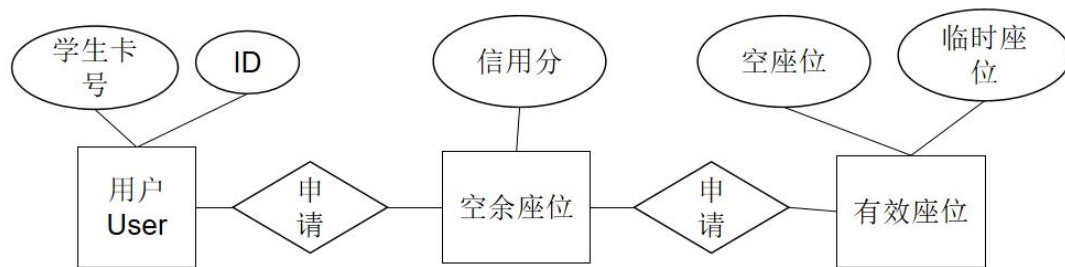 学生卡
号
ID
信用分
空座位
临时座
位
用户
User
申
请
空余座位
申
请
有效座位